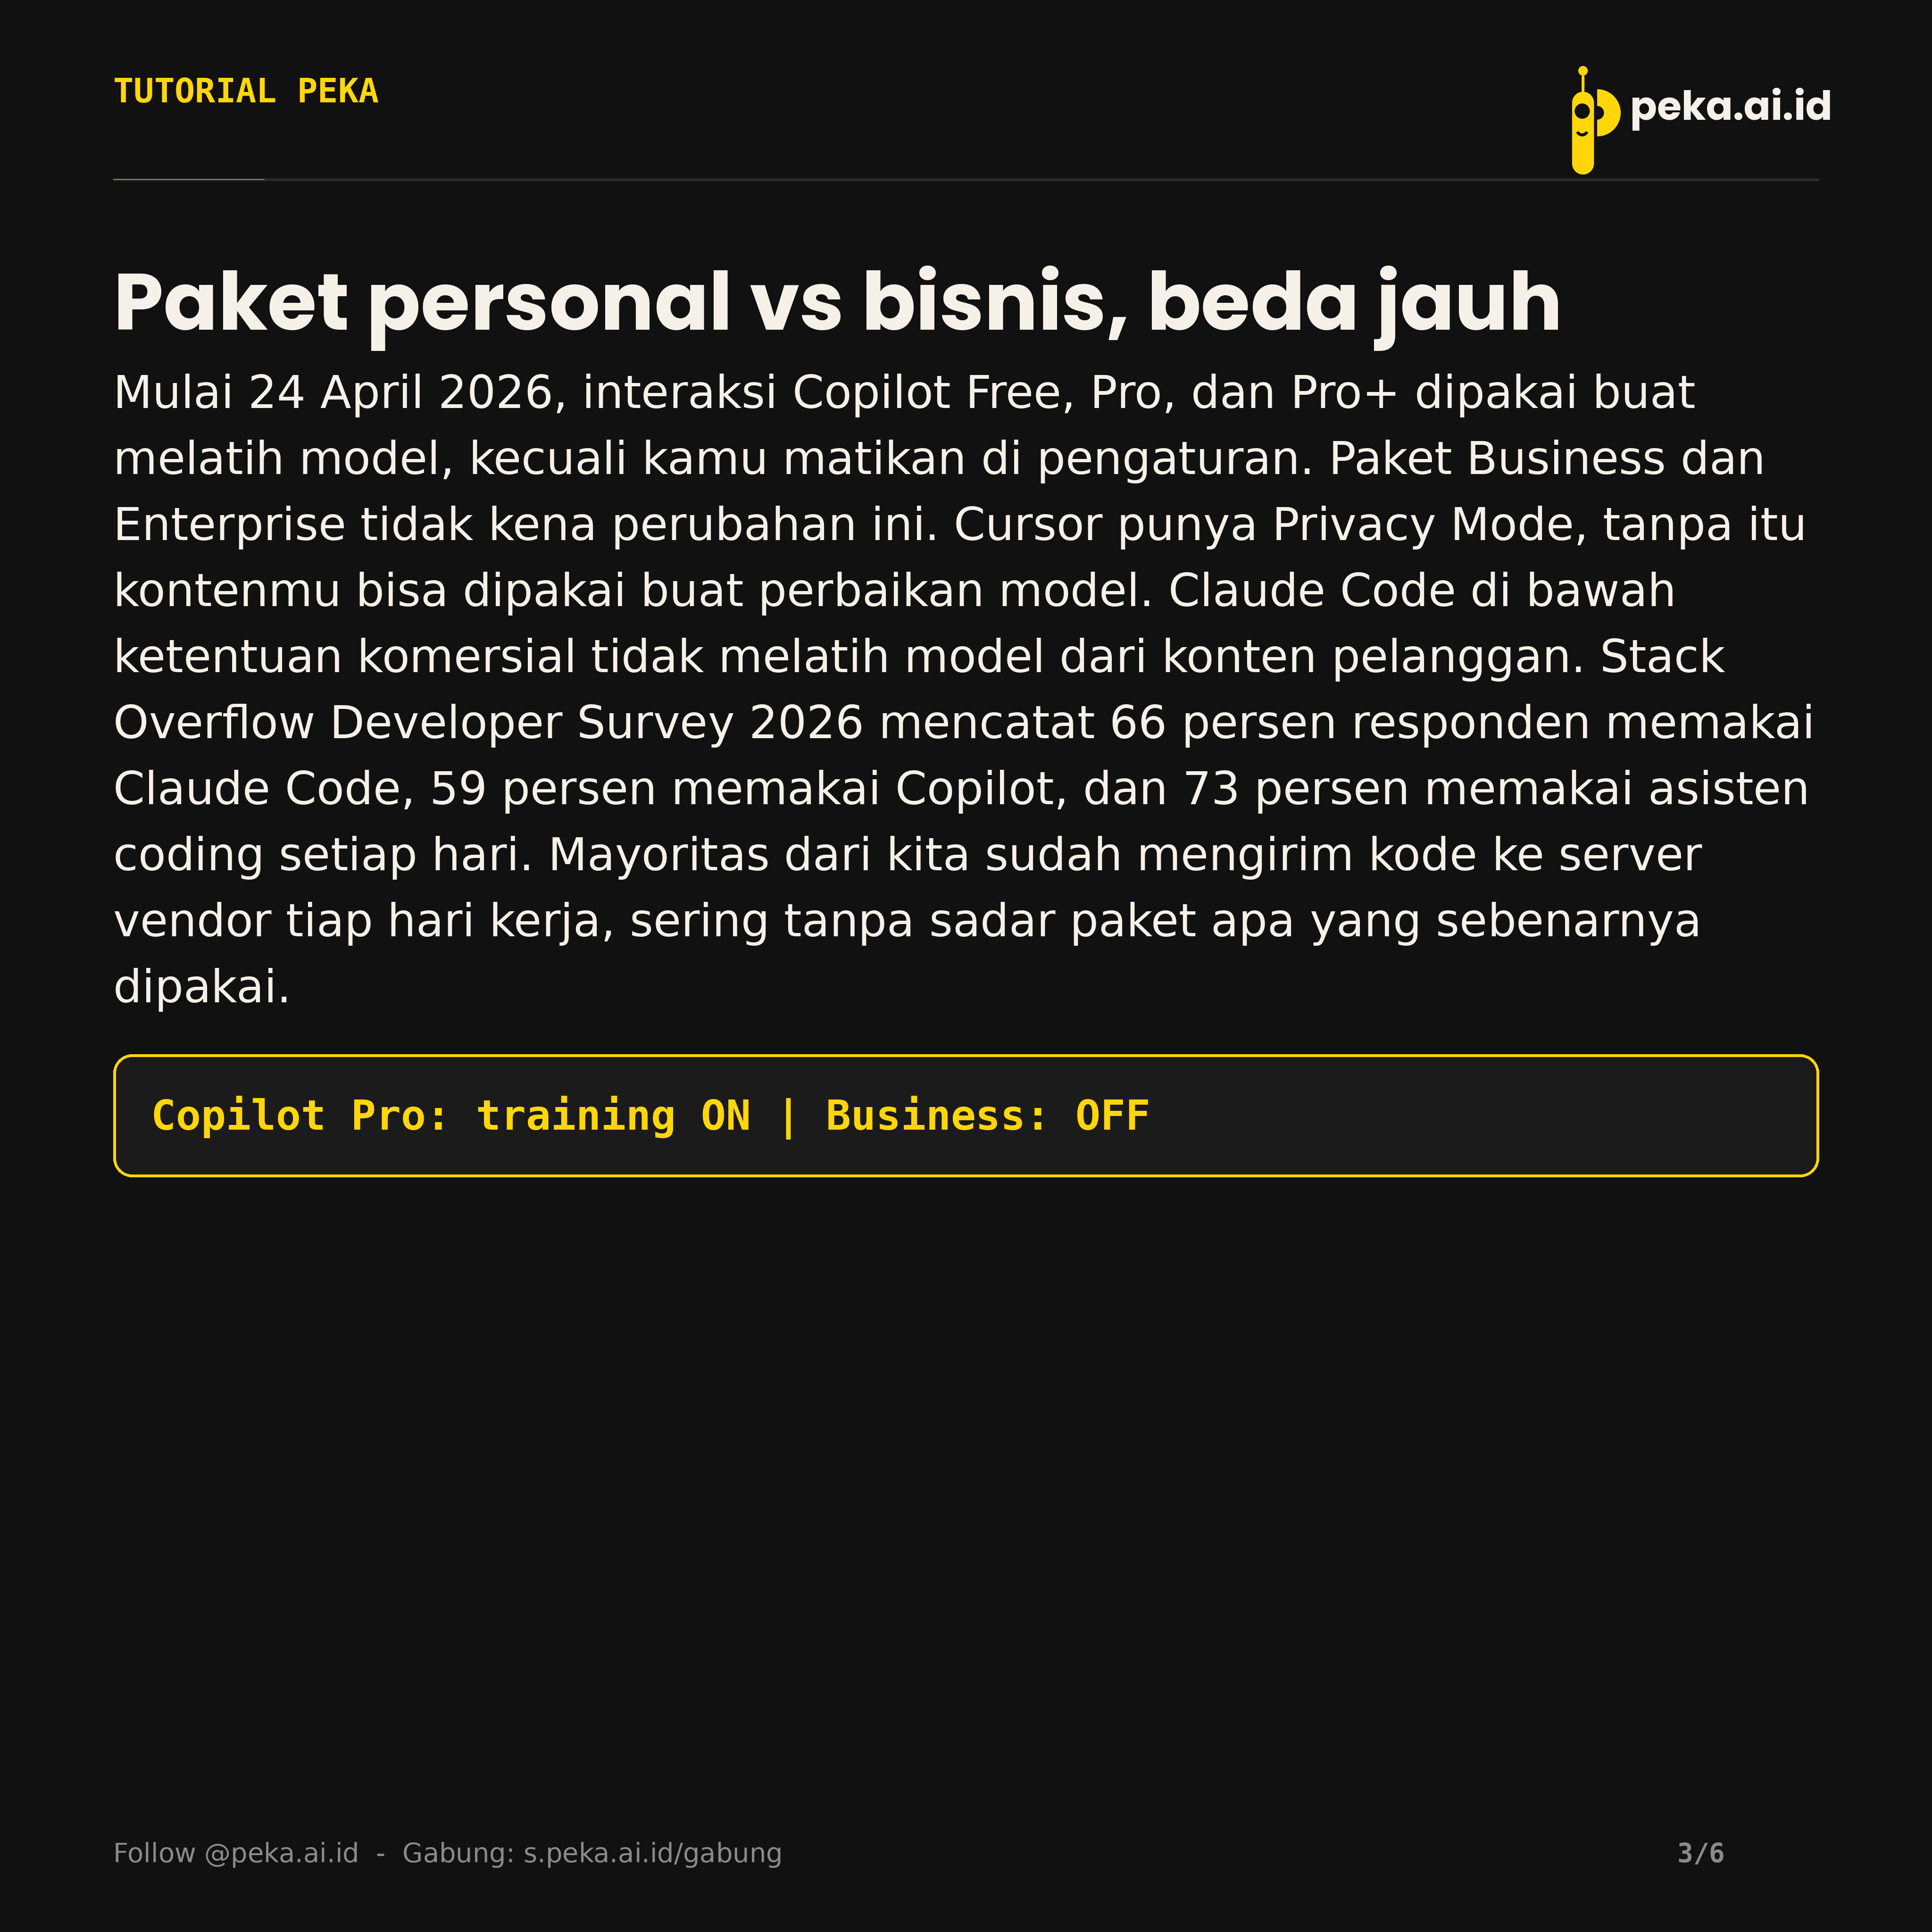 TUTORIAL PEKA
peka.ai.id
Paket personal vs bisnis, beda jauh
Mulai 24 April 2026, interaksi Copilot Free, Pro, dan Pro+ dipakai buat
melatih model, kecuali kamu matikan di pengaturan. Paket Business dan
Enterprise tidak kena perubahan ini. Cursor punya Privacy Mode, tanpa itu
kontenmu bisa dipakai buat perbaikan model. Claude Code di bawah
ketentuan komersial tidak melatih model dari konten pelanggan. Stack
Overflow Developer Survey 2026 mencatat 66 persen responden memakai
Claude Code, 59 persen memakai Copilot, dan 73 persen memakai asisten
coding setiap hari. Mayoritas dari kita sudah mengirim kode ke server
vendor tiap hari kerja, sering tanpa sadar paket apa yang sebenarnya
dipakai.
Copilot Pro: training ON | Business: OFF
Follow @peka.ai.id - Gabung: s.peka.ai.id/gabung
3/6